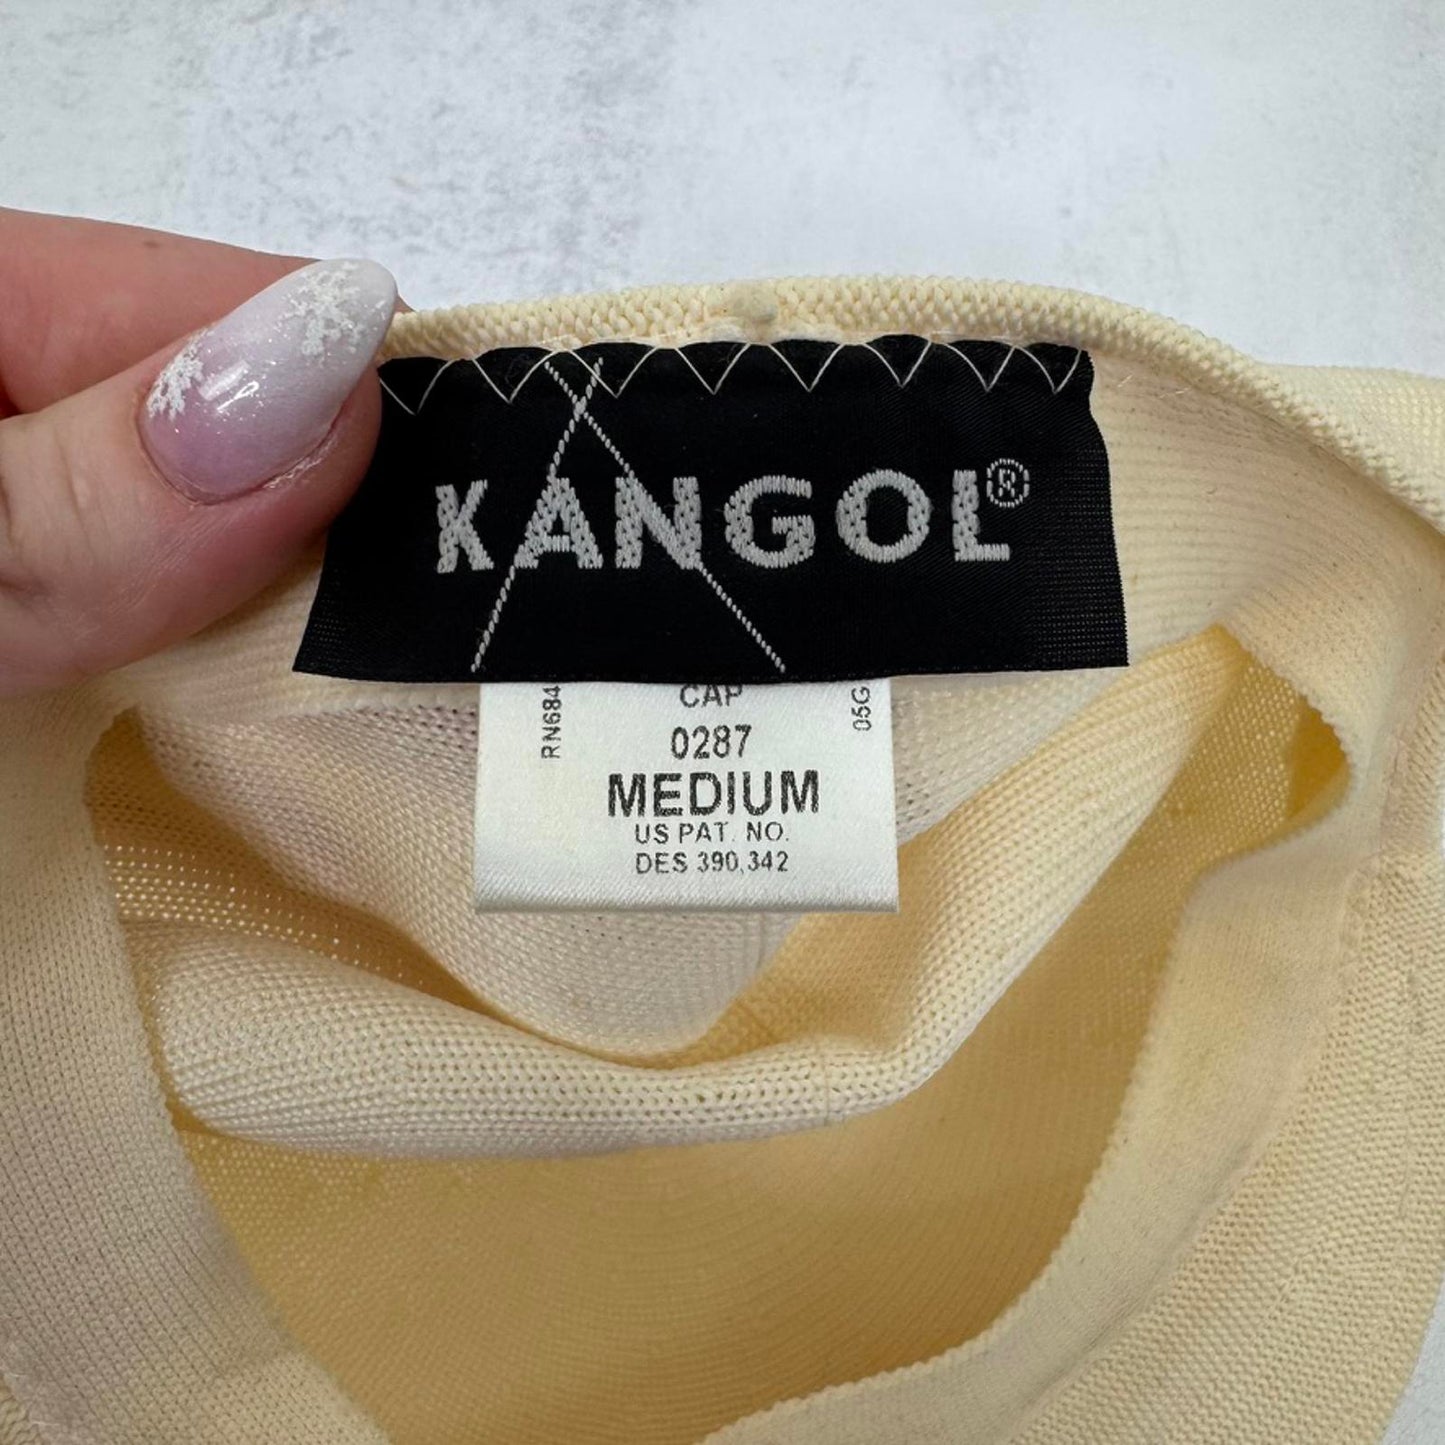 KANGOL®
CAP
0287
MEDIUM
US PAT. NO.
DES 390,342
RN684
05G